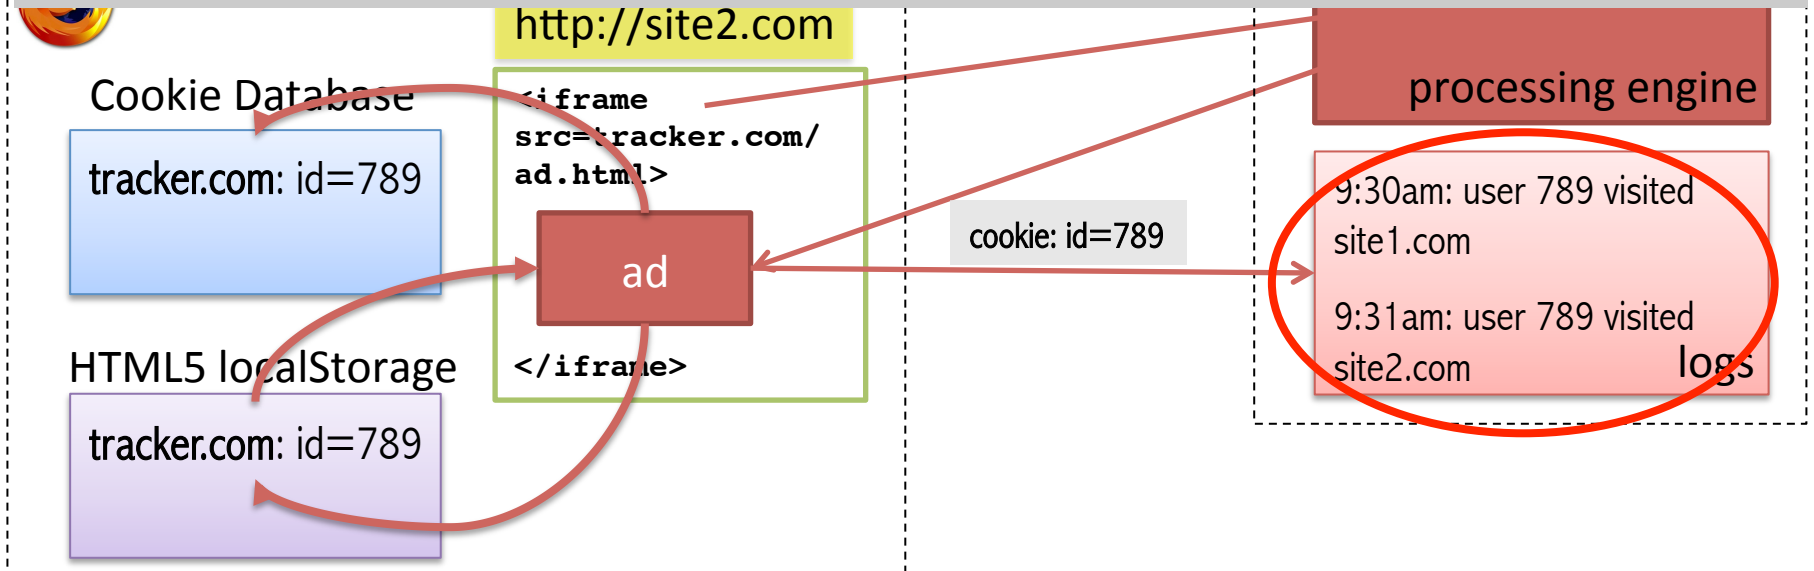 http://site2.com
Cookie Database
tracker.com: id=789
HTML5 localStorage
tracker.com: id=789
<iframe
src=tracker.com/
ad.html>
ad
</iframe>
cookie: id=789
processing engine
9:30am: user 789 visited
site1.com
9:31am: user 789 visited
site2.com
logs